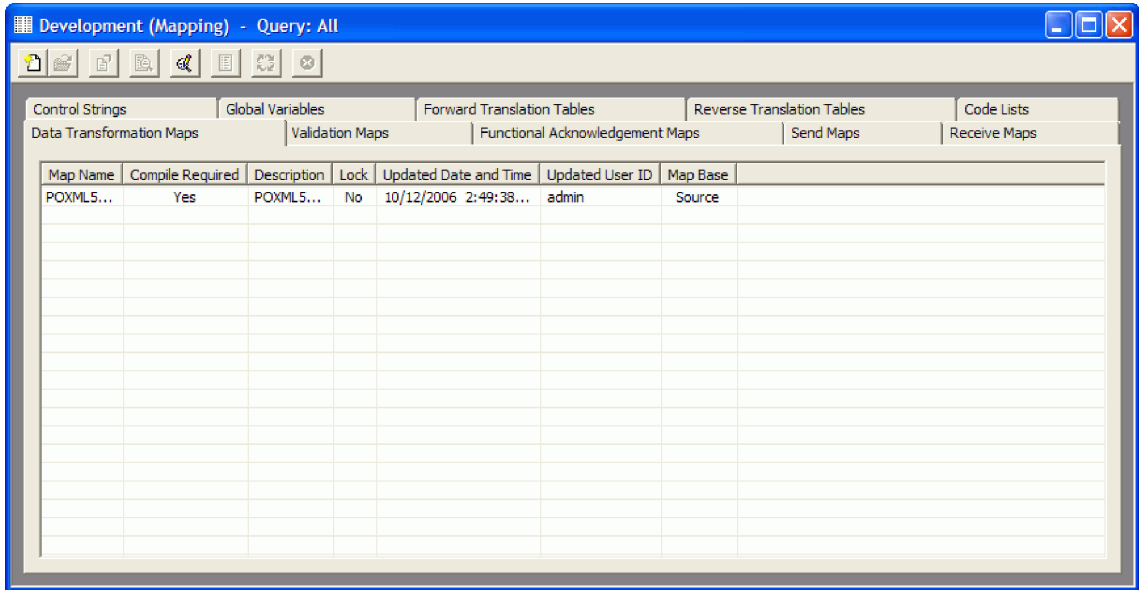 Development (Mapping) - Query: All
Control Strings Global Variables Forward Translation Tables Reverse Translation Tables Code Lists
Data Transformation Maps Validation Maps Functional Acknowledgement Maps Send Maps Receive Maps
Map Name Compile Required Description Lock Updated Date and Time Updated User ID Map Base
POXML5... Yes POXML5... No 10/12/2006 2:49:38... admin Source